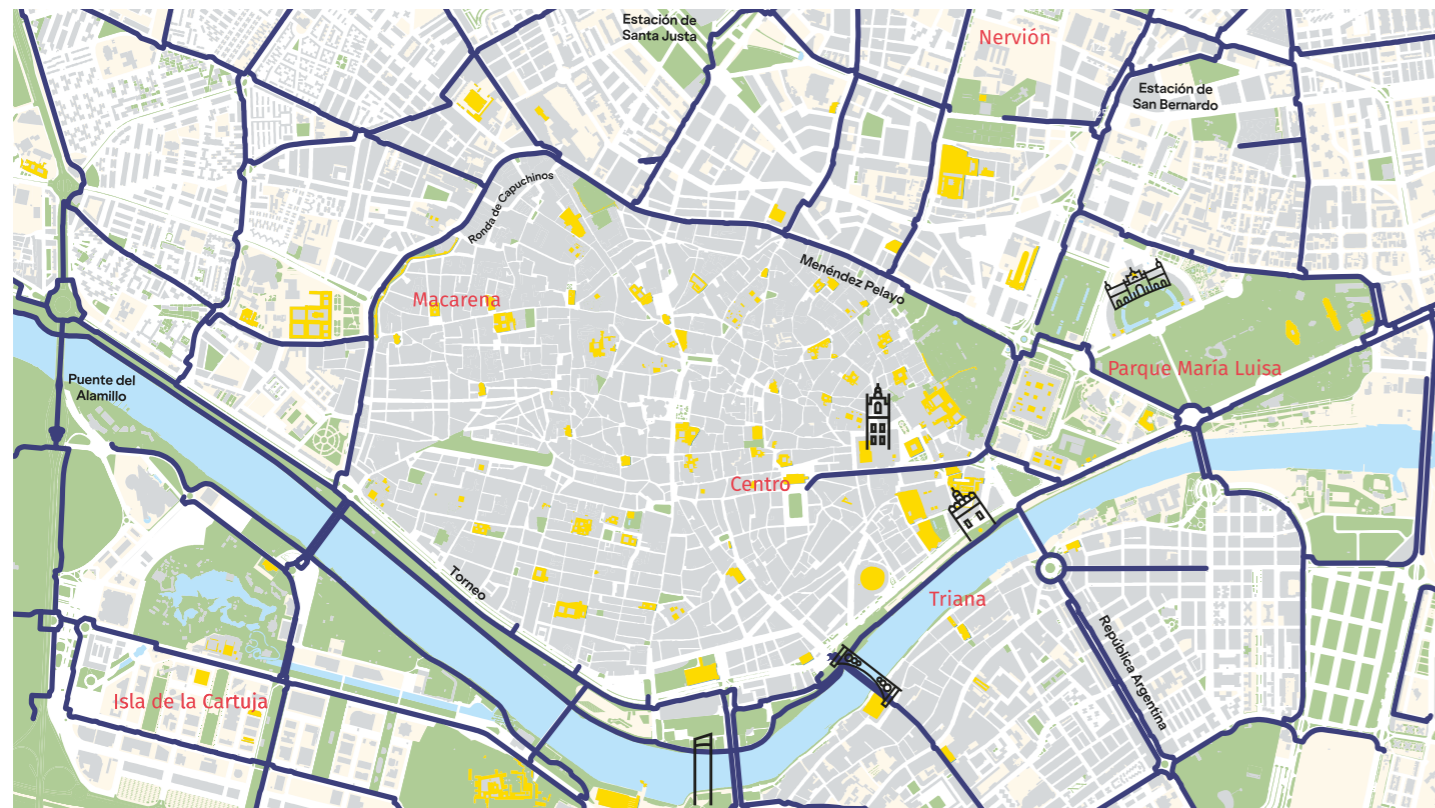 Estación de
Santa Justa
Nervión
Estación de
San Bernardo
Ronda de Capuchinos
Menéndez Pelayo
Macarena
Parque María Luisa
Puente del
Alamillo
Centro
Torneo
Triana
República Argentina
Isla de la Cartuja